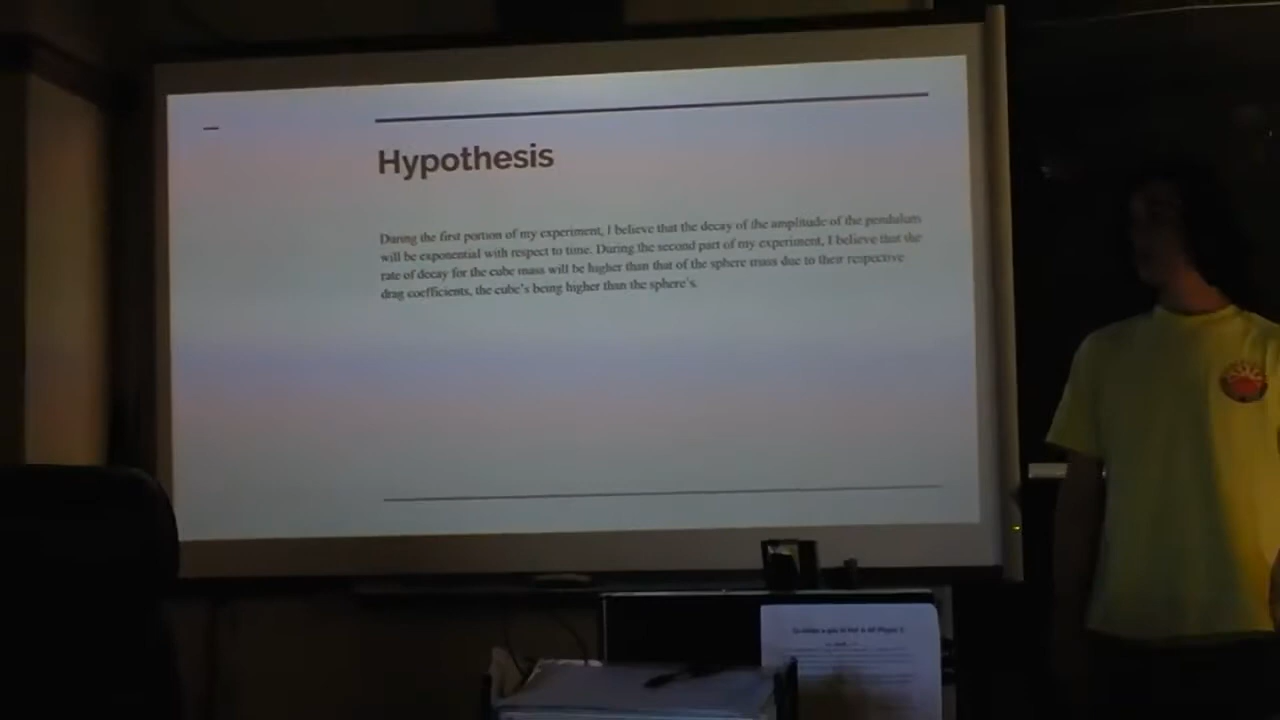 Hypothesis
During the first portion of my experiment, I believe that the decay of the amplitude of the pendulum
will be exponential with respect to time. During the second part of my experiment, I believe that the
rate of decay for the cube mass will be higher than that of the sphere mass due to their respective
drag coefficients, the cube's being higher than the sphere's.